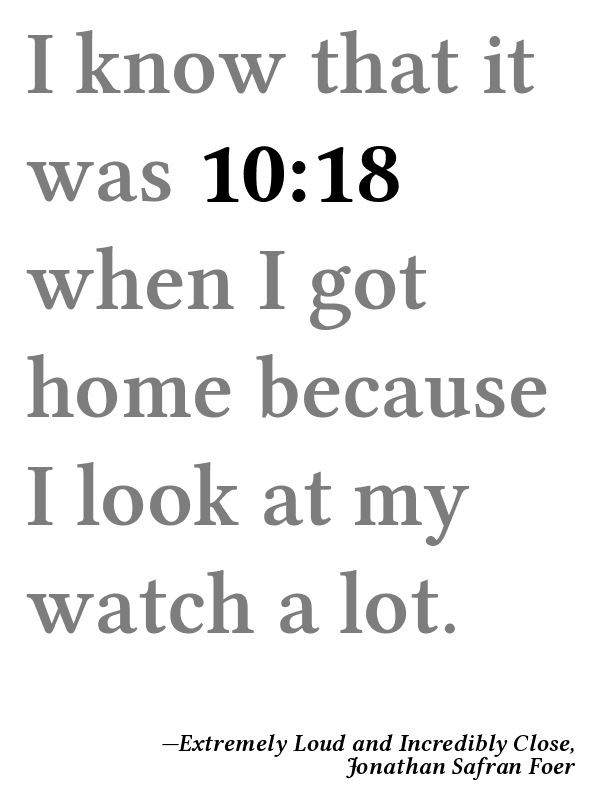 I know that it
was 10:18
when I got
home because
I look at my
watch a lot.
—Extremely Loud and Incredibly Close,
Jonathan Safran Foer